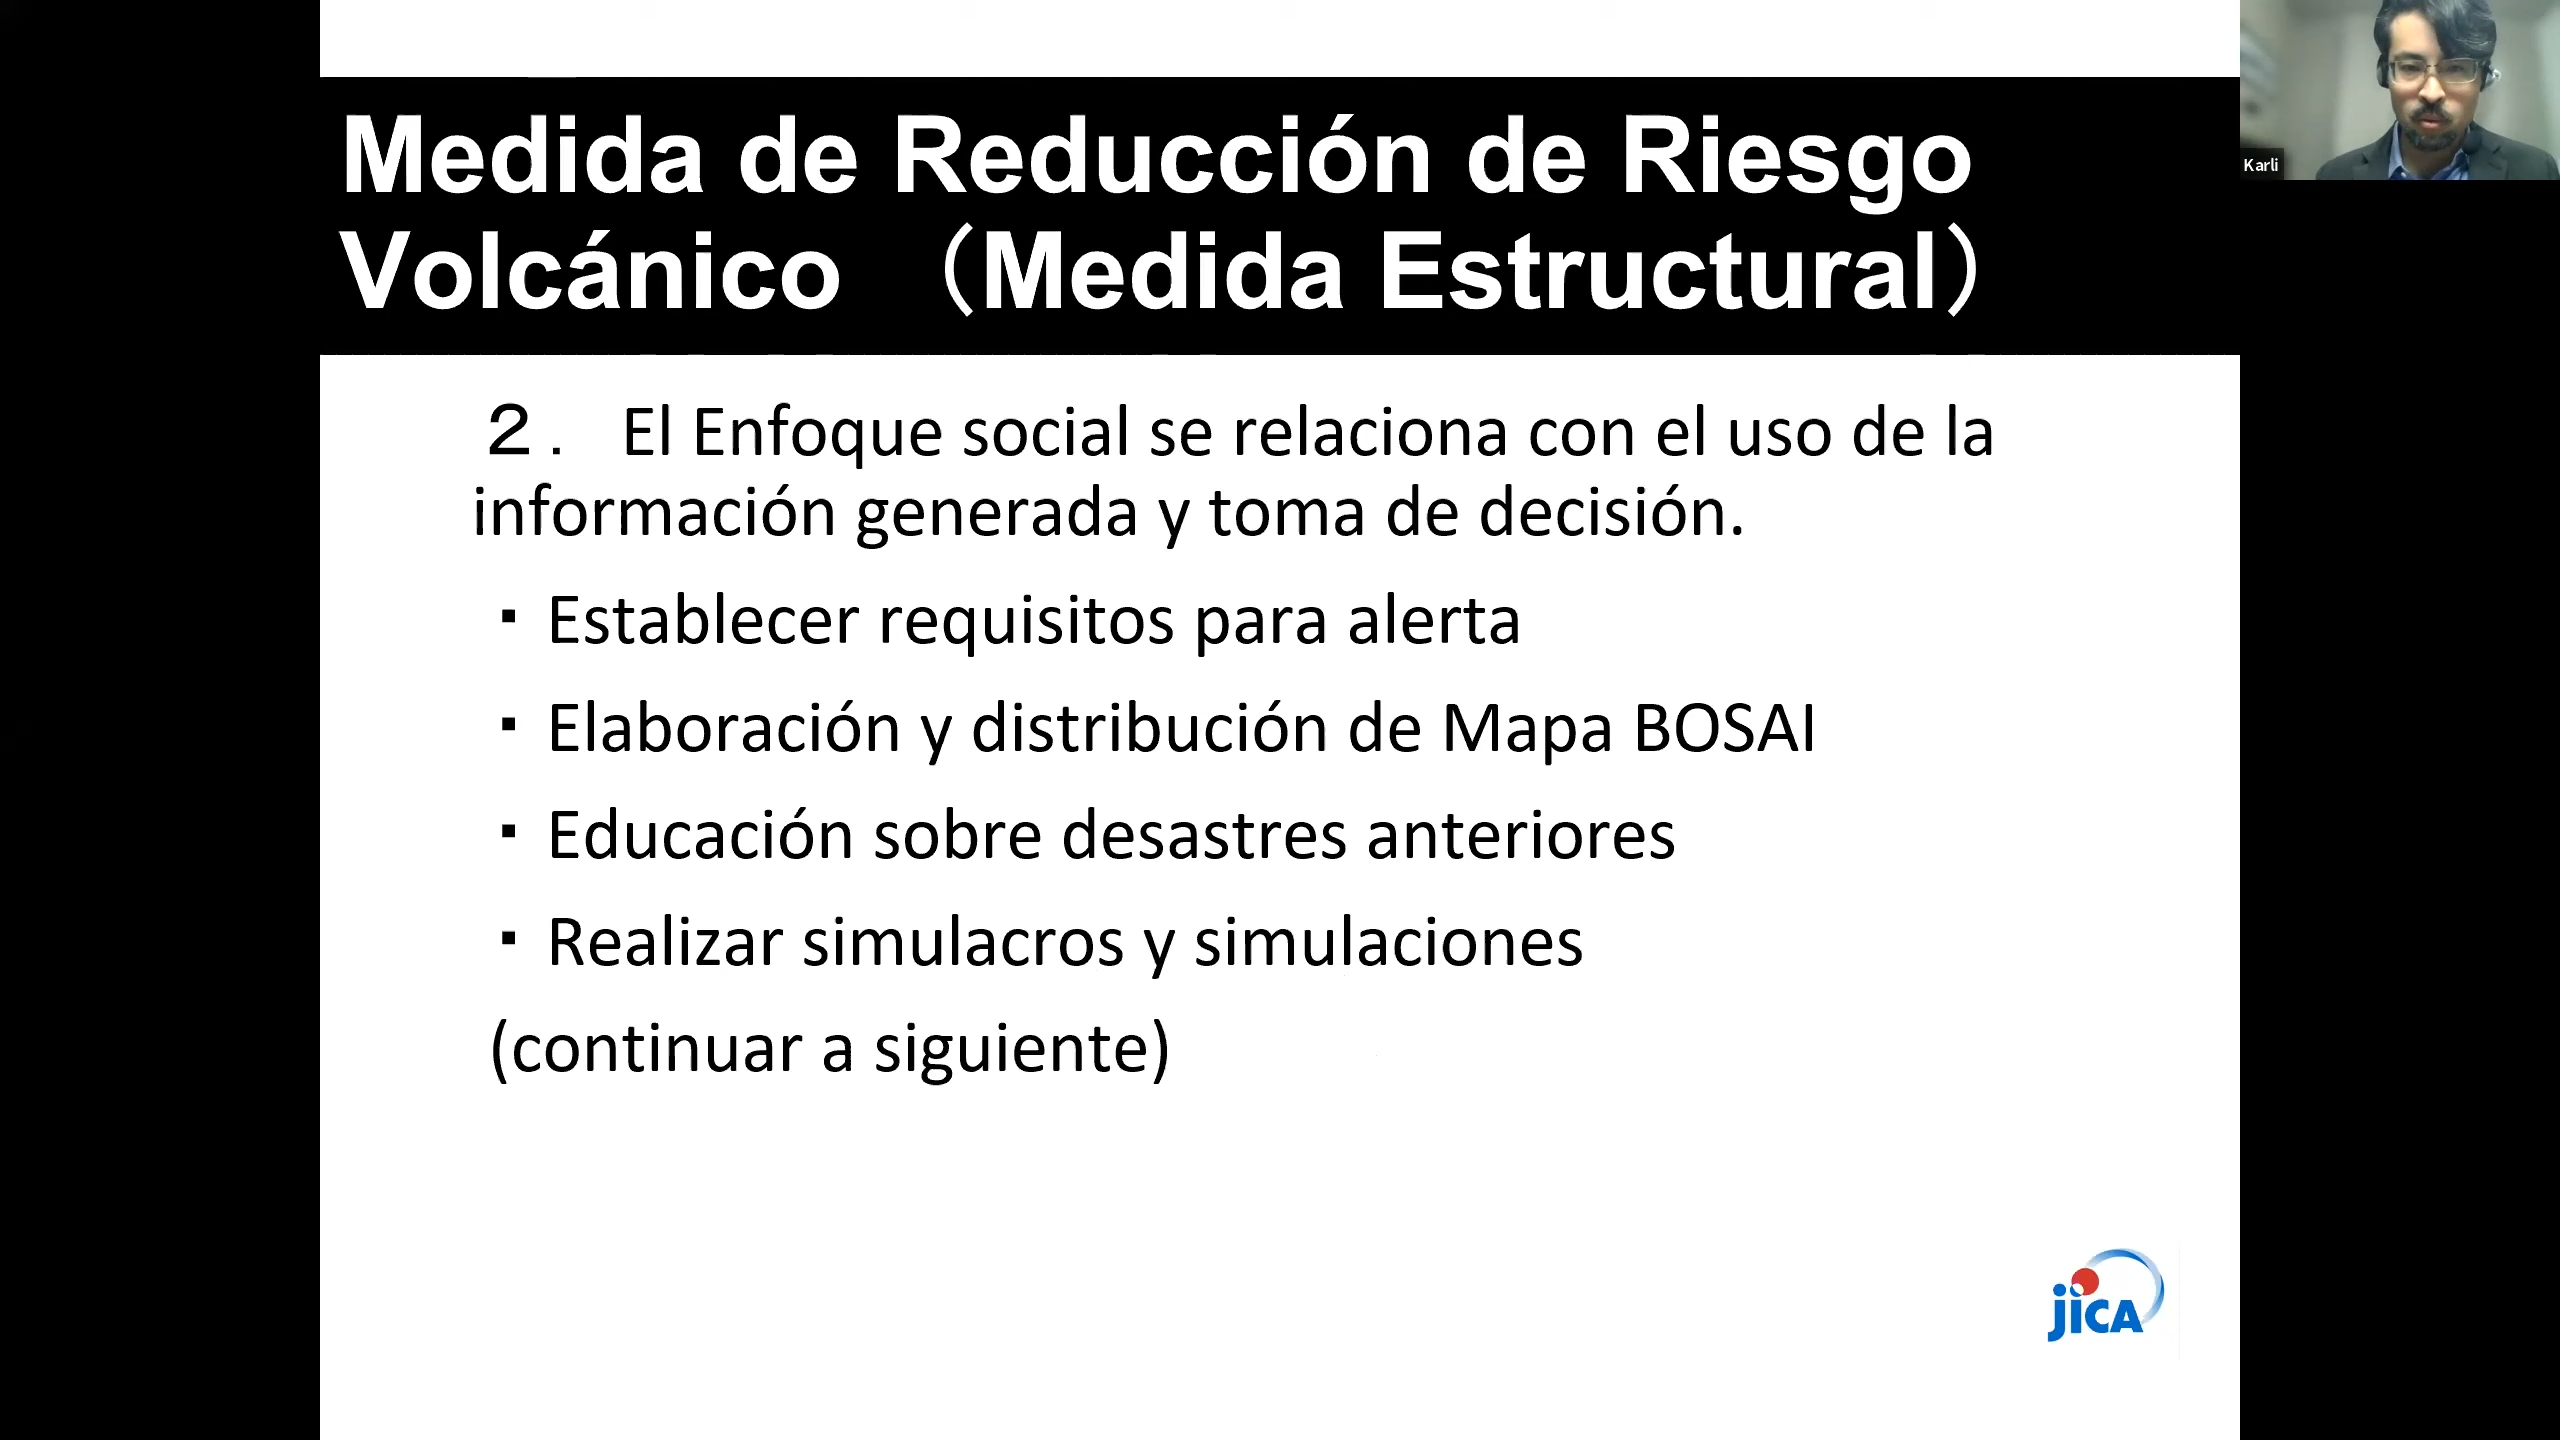 Medida de Reducción de Riesgo
Volcánico （Medida Estructural）
Karli
２． El Enfoque social se relaciona con el uso de la
información generada y toma de decisión.
・Establecer requisitos para alerta
・Elaboración y distribución de Mapa BOSAI
・Educación sobre desastres anteriores
・Realizar simulacros y simulaciones
(continuar a siguiente)
jICA